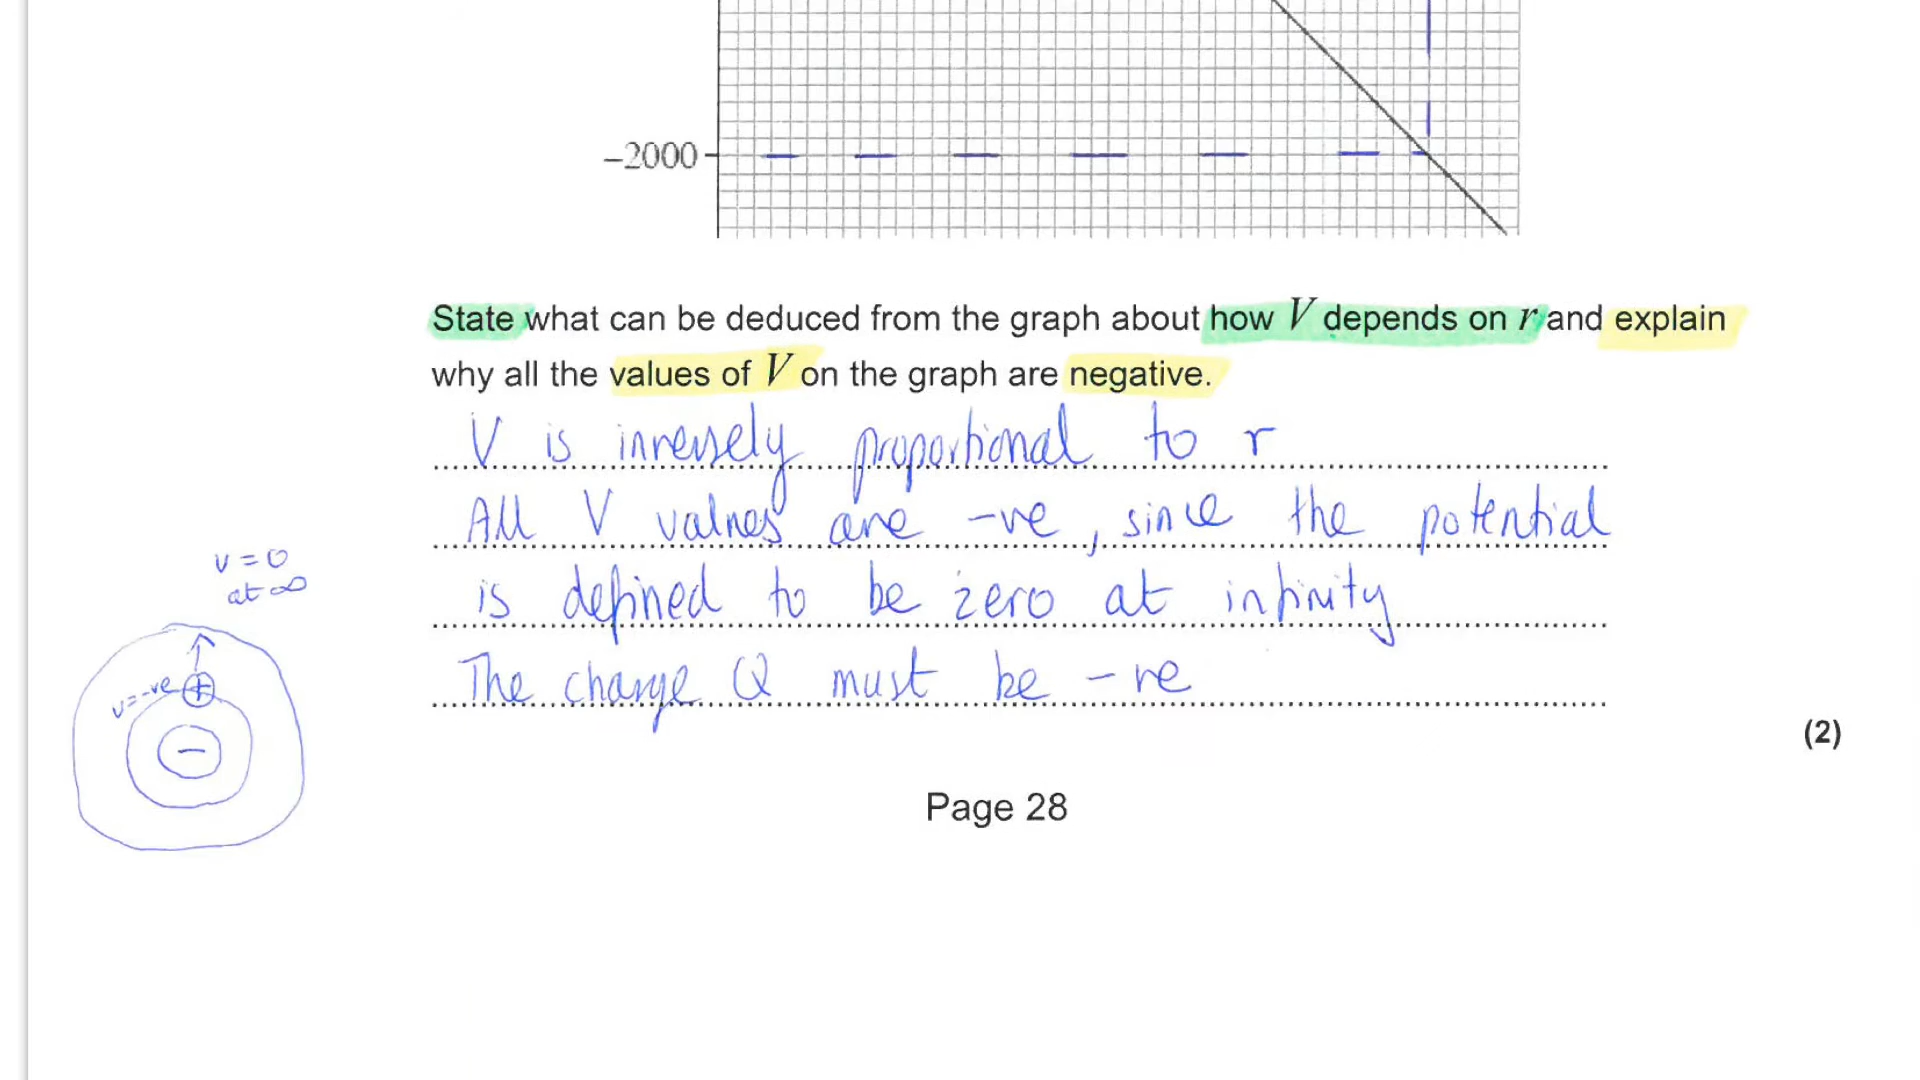 −2000
State what can be deduced from the graph about how V depends on r and explain
why all the values of V on the graph are negative.
V is inversely proportional to r
All V values are -ve, since the potential
is defined to be zero at infinity
The charge Q must be -ve
v = 0
at ∞
v=-ve +
−
(2)
Page 28